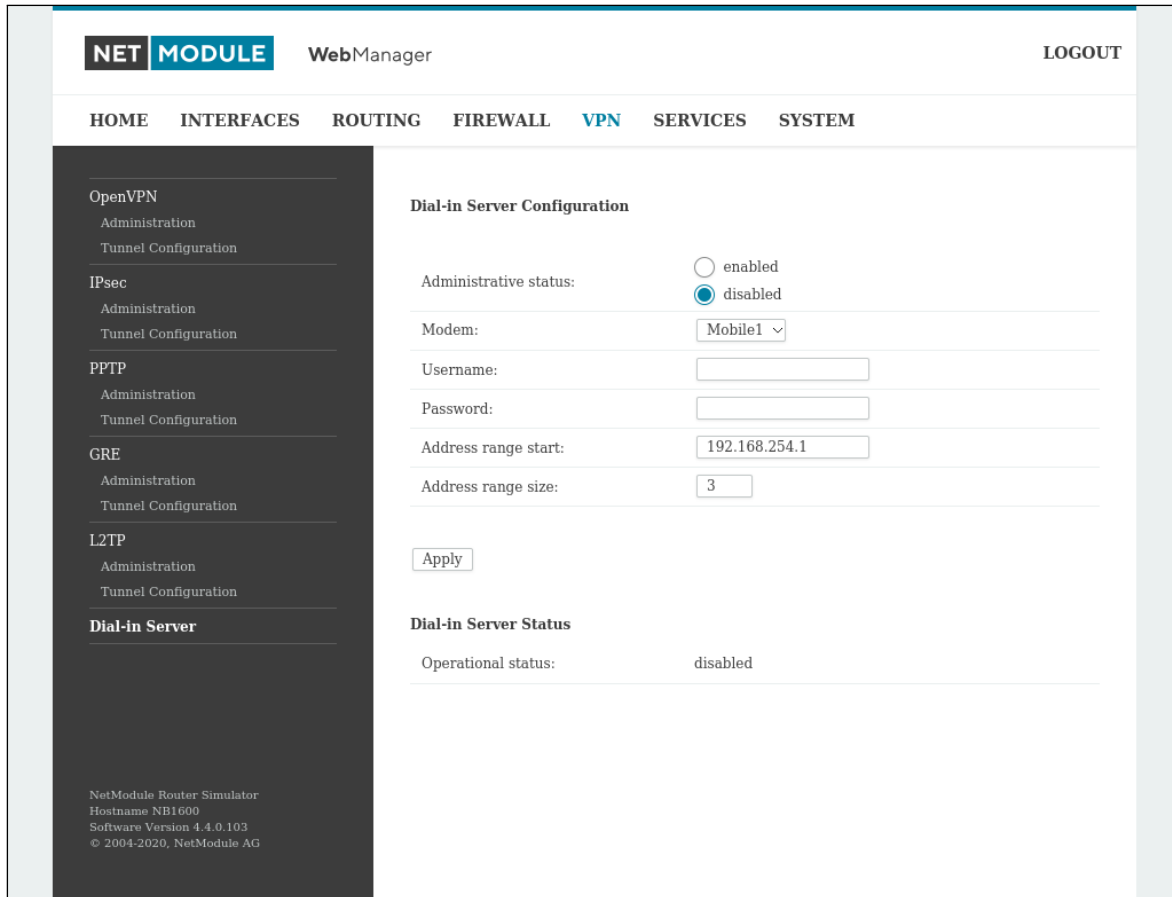 NET MODULE WebManager LOGOUT
HOME INTERFACES ROUTING FIREWALL VPN SERVICES SYSTEM
OpenVPN
Administration
Tunnel Configuration
IPsec
Administration
Tunnel Configuration
PPTP
Administration
Tunnel Configuration
GRE
Administration
Tunnel Configuration
L2TP
Administration
Tunnel Configuration
Dial-in Server
NetModule Router Simulator
Hostname NB1600
Software Version 4.4.0.103
© 2004-2020, NetModule AG
Dial-in Server Configuration
Administrative status: enabled
disabled
Modem: Mobile1
Username:
Password:
Address range start: 192.168.254.1
Address range size: 3
Apply
Dial-in Server Status
Operational status: disabled